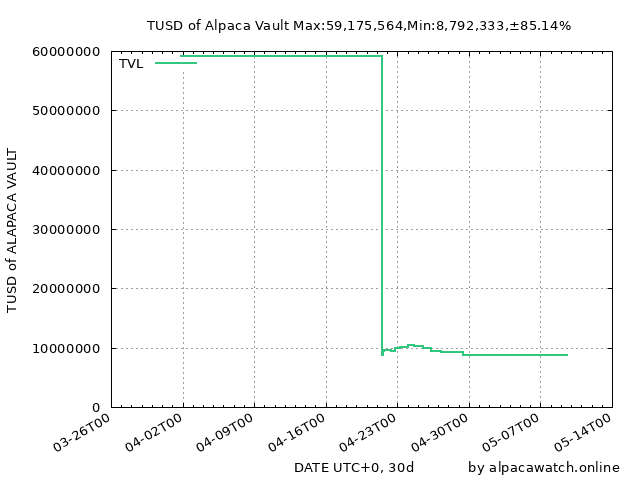 TUSD of Alpaca Vault Max:59,175,564,Min:8,792,333,±85.14%
TVL
60000000
50000000
40000000
30000000
20000000
10000000
0
TUSD of ALAPACA VAULT
03-26T00
04-02T00
04-09T00
04-16T00
04-23T00
04-30T00
05-07T00
05-14T00
DATE UTC+0, 30d
by alpacawatch.online